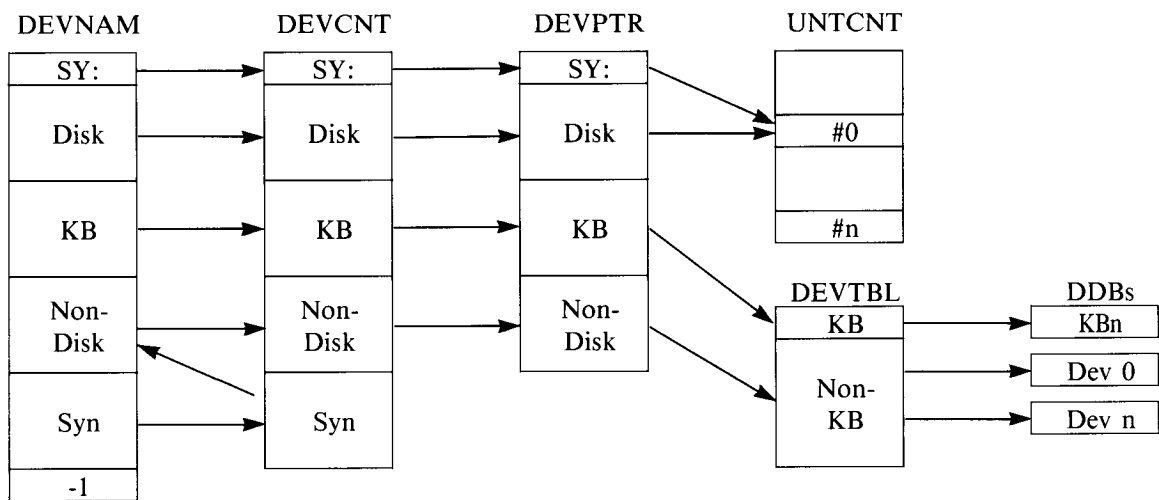 DEVNAM
DEVCNT
DEVPTR
UNTCNT
SY:
SY:
SY:
Disk
Disk
Disk
#0
KB
KB
KB
#n
DEVTBL
DDBs
Non-
Disk
Non-
Disk
Non-
Disk
KB
KBn
Non-
KB
Dev 0
Dev n
Syn
Syn
-1